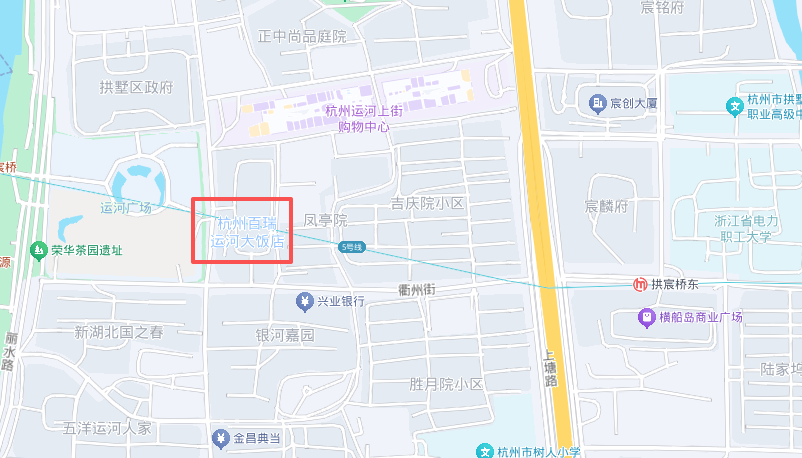 宸铭府
正中尚品庭院
拱墅区政府
杭州运河上街
购物中心
宸创大厦
杭州市拱墅
职业高级中
宸桥
运河广场
杭州百瑞
运河大饭店
凤亭院
吉庆院小区
宸麟府
浙江省电力
职工大学
荣华茶园遗址
源
5号线
拱宸桥东
衢州街
兴业银行
横船岛商业广场
新湖北国之春
银河嘉园
丽水路
上塘路
陆家坞
胜月院小区
五洋运河人家
金昌典当
杭州市树人小学